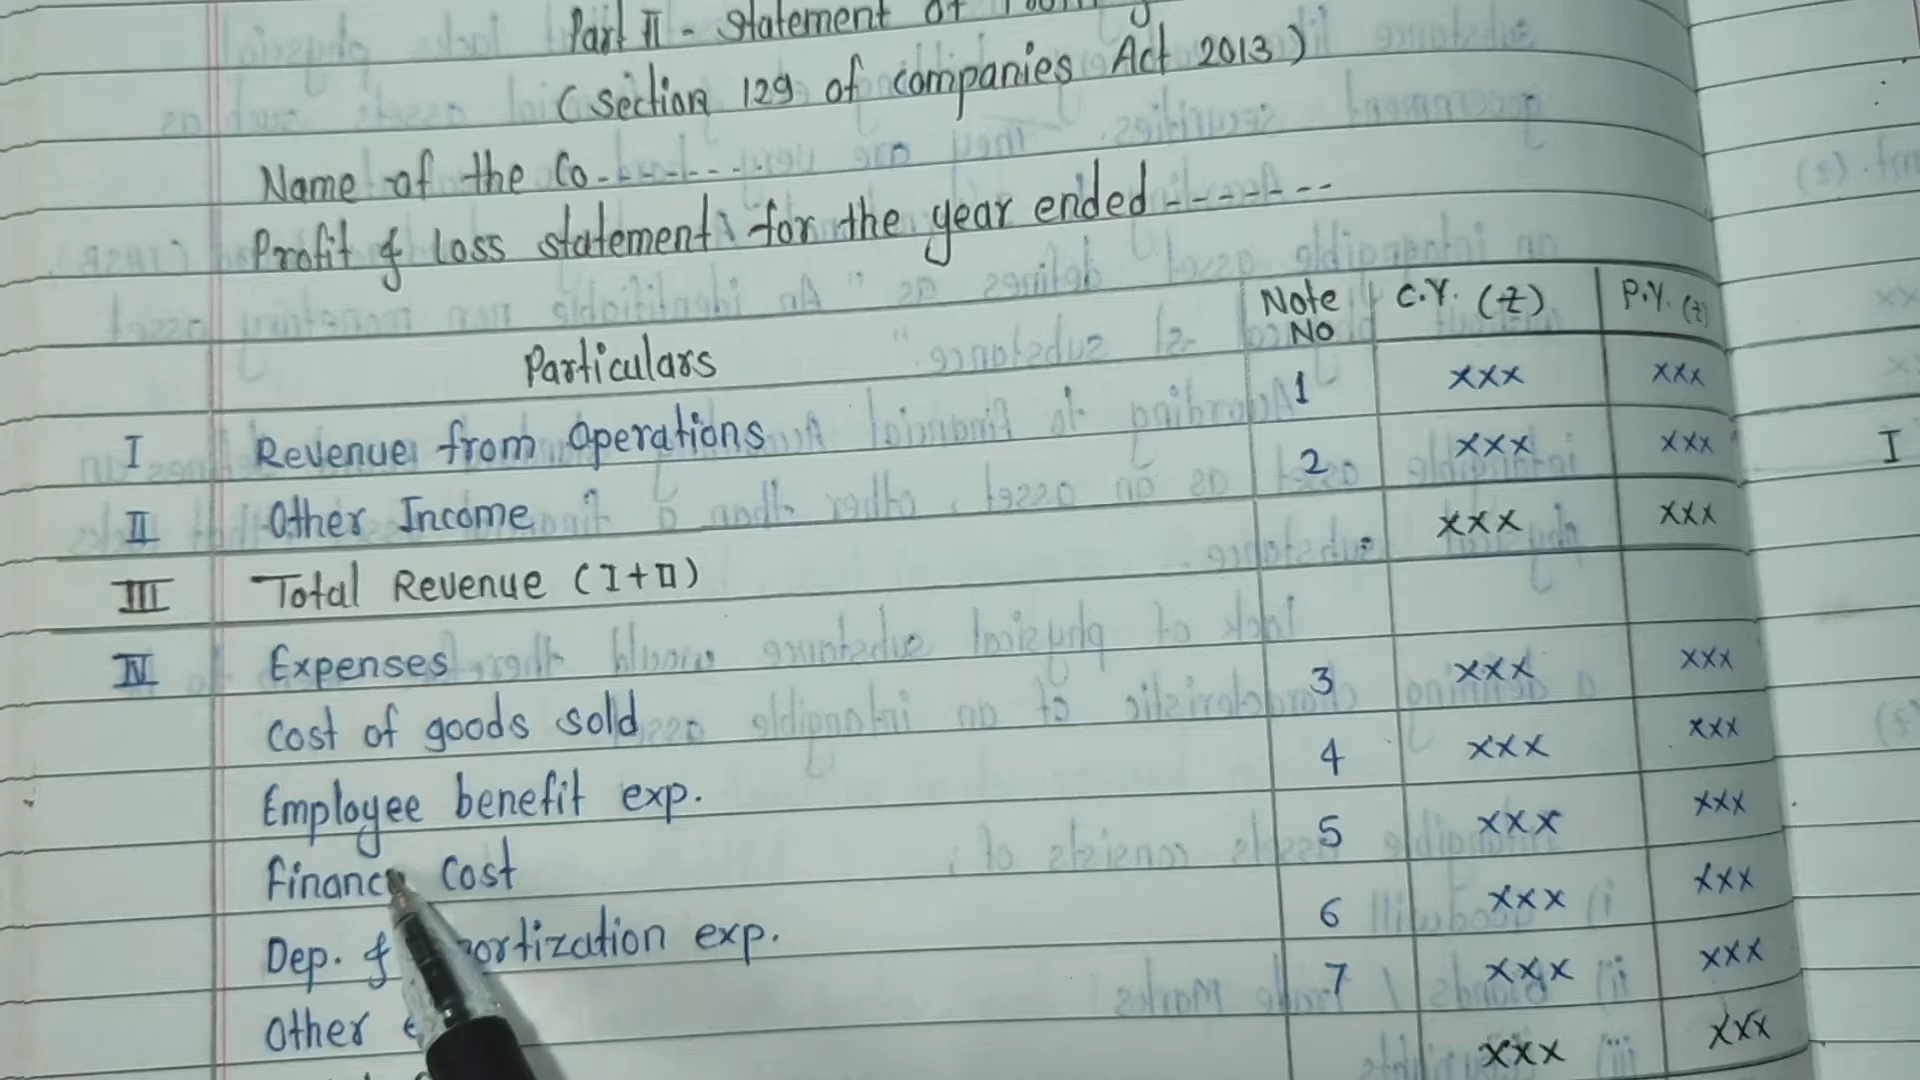 Part II - Statement of
(Section 129 of companies Act 2013)
Name of the Co.---------
Profit & Loss statement for the year ended -------
Particulars Note No C.Y. (₹) P.Y. (₹)
I Revenue from Operations 1 xxx xxx
II Other Income 2 xxx xxx
III Total Revenue (I+II) xxx xxx
IV Expenses
Cost of goods sold 3 xxx xxx
Employee benefit exp. 4 xxx xxx
Finance cost 5 xxx xxx
Dep. & ortization exp. 6 xxx xxx
Other 7 xxx xxx
xxx xxx
I